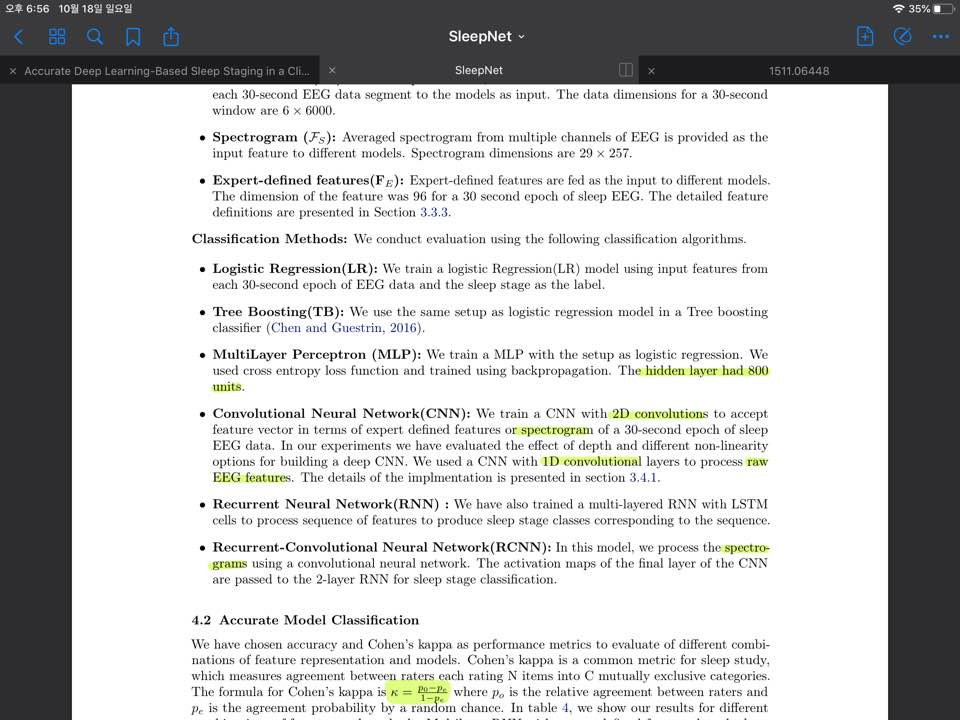 오후 6:56 10월 18일 일요일
35%
SleepNet
Accurate Deep Learning-Based Sleep Staging in a Cli...
SleepNet
1511.06448
each 30-second EEG data segment to the models as input. The data dimensions for a 30-second
window are 6 × 6000.
• Spectrogram (ℱS): Averaged spectrogram from multiple channels of EEG is provided as the
input feature to different models. Spectrogram dimensions are 29 × 257.
• Expert-defined features(FE): Expert-defined features are fed as the input to different models.
The dimension of the feature was 96 for a 30 second epoch of sleep EEG. The detailed feature
definitions are presented in Section 3.3.3.
Classification Methods: We conduct evaluation using the following classification algorithms.
• Logistic Regression(LR): We train a logistic Regression(LR) model using input features from
each 30-second epoch of EEG data and the sleep stage as the label.
• Tree Boosting(TB): We use the same setup as logistic regression model in a Tree boosting
classifier (Chen and Guestrin, 2016).
• MultiLayer Perceptron (MLP): We train a MLP with the setup as logistic regression. We
used cross entropy loss function and trained using backpropagation. The hidden layer had 800
units.
• Convolutional Neural Network(CNN): We train a CNN with 2D convolutions to accept
feature vector in terms of expert defined features or spectrogram of a 30-second epoch of sleep
EEG data. In our experiments we have evaluated the effect of depth and different non-linearity
options for building a deep CNN. We used a CNN with 1D convolutional layers to process raw
EEG features. The details of the implmentation is presented in section 3.4.1.
• Recurrent Neural Network(RNN) : We have also trained a multi-layered RNN with LSTM
cells to process sequence of features to produce sleep stage classes corresponding to the sequence.
• Recurrent-Convolutional Neural Network(RCNN): In this model, we process the spectro-
grams using a convolutional neural network. The activation maps of the final layer of the CNN
are passed to the 2-layer RNN for sleep stage classification.
4.2 Accurate Model Classification
We have chosen accuracy and Cohen's kappa as performance metrics to evaluate of different combi-
nations of feature representation and models. Cohen's kappa is a common metric for sleep study,
which measures agreement between raters each rating N items into C mutually exclusive categories.
The formula for Cohen's kappa is κ = (p0−pe)/(1−pe) where po is the relative agreement between raters and
pe is the agreement probability by a random chance. In table 4, we show our results for different